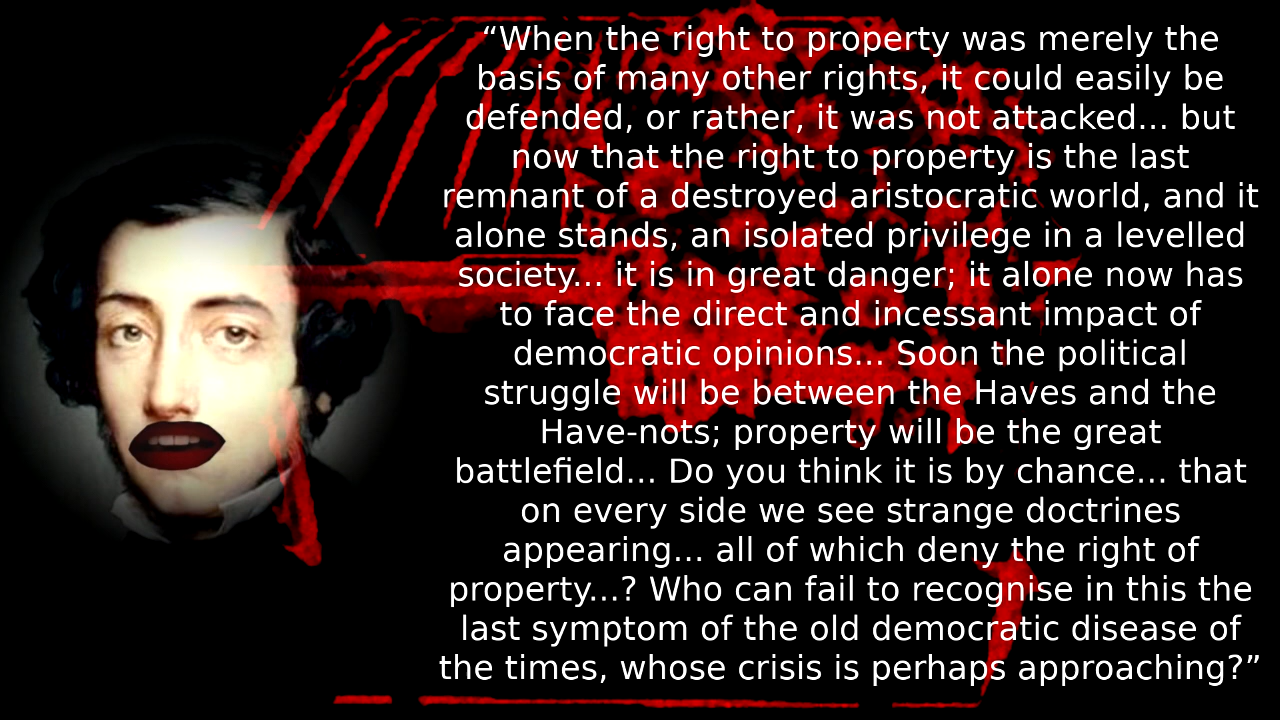 “When the right to property was merely the
basis of many other rights, it could easily be
defended, or rather, it was not attacked... but
now that the right to property is the last
remnant of a destroyed aristocratic world, and it
alone stands, an isolated privilege in a levelled
society... it is in great danger; it alone now has
to face the direct and incessant impact of
democratic opinions... Soon the political
struggle will be between the Haves and the
Have-nots; property will be the great
battlefield... Do you think it is by chance... that
on every side we see strange doctrines
appearing... all of which deny the right of
property...? Who can fail to recognise in this the
last symptom of the old democratic disease of
the times, whose crisis is perhaps approaching?”